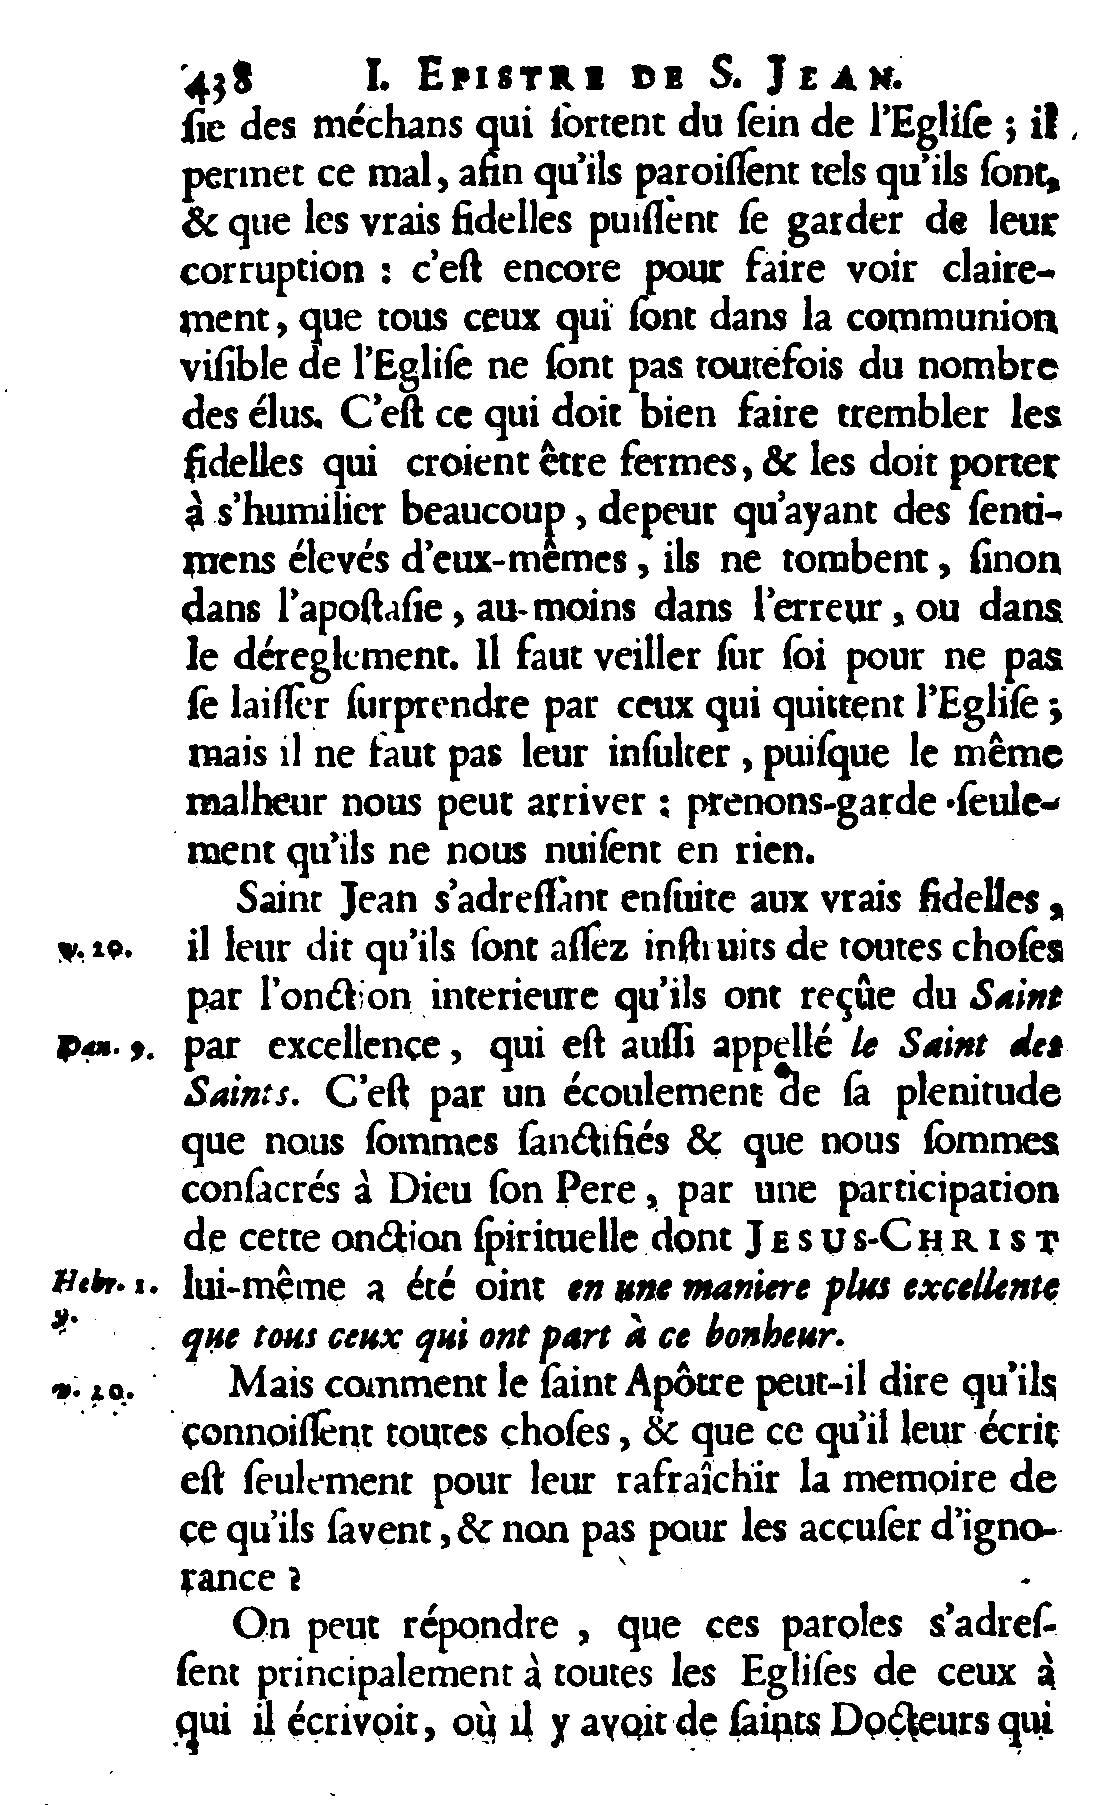 438 I. EPISTRE DE S. JEAN.
ſie des méchans qui ſortent du ſein de l'Egliſe ; il
permet ce mal, afin qu'ils paroiſſent tels qu'ils ſont,
& que les vrais fidelles puiſſent ſe garder de leur
corruption : c'eſt encore pour faire voir claire-
ment, que tous ceux qui ſont dans la communion
viſible de l'Egliſe ne ſont pas toutefois du nombre
des élus. C'eſt ce qui doit bien faire trembler les
fidelles qui croient être fermes, & les doit porter
à s'humilier beaucoup, depeur qu'ayant des ſenti-
mens élevés d'eux-mêmes, ils ne tombent, ſinon
dans l'apoſtaſie, au-moins dans l'erreur, ou dans
le déreglement. Il faut veiller ſur ſoi pour ne pas
ſe laiſſer ſurprendre par ceux qui quittent l'Egliſe ;
mais il ne faut pas leur inſulter, puiſque le même
malheur nous peut arriver : prenons-garde ſeule-
ment qu'ils ne nous nuiſent en rien.
Saint Jean s'adreſſant enſuite aux vrais fidelles,
v. 20. il leur dit qu'ils ſont aſſez inſtruits de toutes choſes
par l'onction interieure qu'ils ont reçûe du Saint
Dan. 9. par excellence, qui eſt auſſi appellé le Saint des
Saints. C'eſt par un écoulement de ſa plenitude
que nous ſommes ſanctifiés & que nous ſommes
conſacrés à Dieu ſon Pere, par une participation
de cette onction ſpirituelle dont JESUS-CHRIST
Hebr. 1. lui-même a été oint en une maniere plus excellente
9. que tous ceux qui ont part à ce bonheur.
v. 20. Mais comment le ſaint Apôtre peut-il dire qu'ils
connoiſſent toutes choſes, & que ce qu'il leur écrit
eſt ſeulement pour leur rafraîchir la memoire de
ce qu'ils ſavent, & non pas pour les accuſer d'igno-
rance ?
On peut répondre, que ces paroles s'adreſ-
ſent principalement à toutes les Egliſes de ceux à
qui il écrivoit, où il y avoit de ſaints Docteurs qui